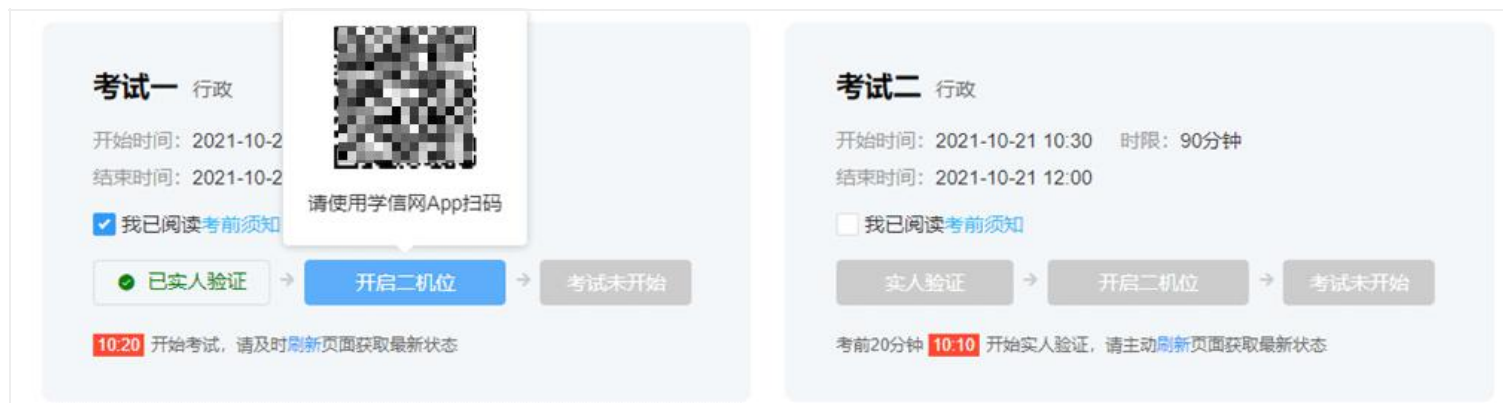 考试一 行政
开始时间：2021-10-2
结束时间：2021-10-2
请使用学信网App扫码
我已阅读考前须知
已实人验证
开启二机位
考试未开始
10:20 开始考试，请及时刷新页面获取最新状态
考试二 行政
开始时间：2021-10-21 10:30 时限：90分钟
结束时间：2021-10-21 12:00
我已阅读考前须知
实人验证
开启二机位
考试未开始
考前20分钟 10:10 开始实人验证，请主动刷新页面获取最新状态